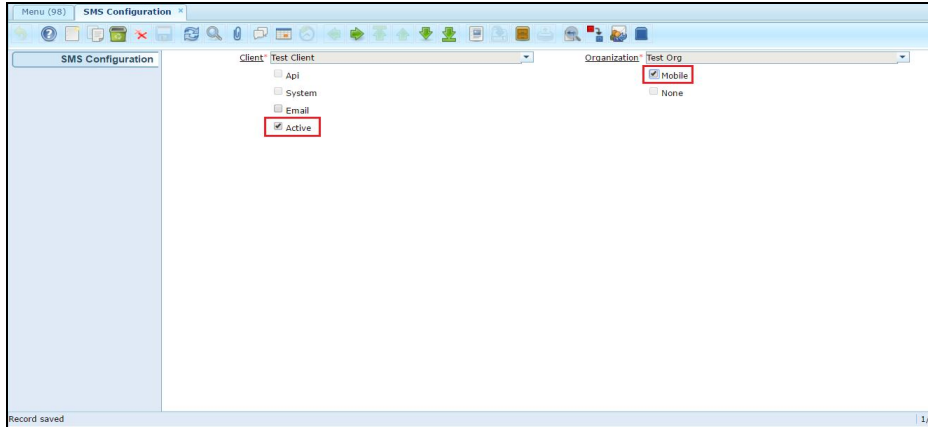 Menu (98) SMS Configuration ×
SMS Configuration Client* Test Client Organization* Test Org
Api Mobile
System None
Email
Active
Record saved 1/